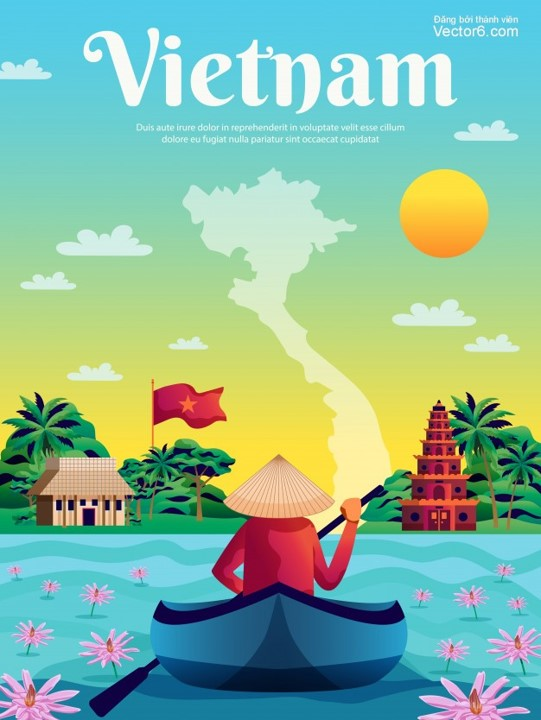 Đăng bởi thành viên
Vector6.com
Vietnam
Duis aute irure dolor in reprehenderit in voluptate velit esse cillum
dolore eu fugiat nulla pariatur sint occaecat cupidatat